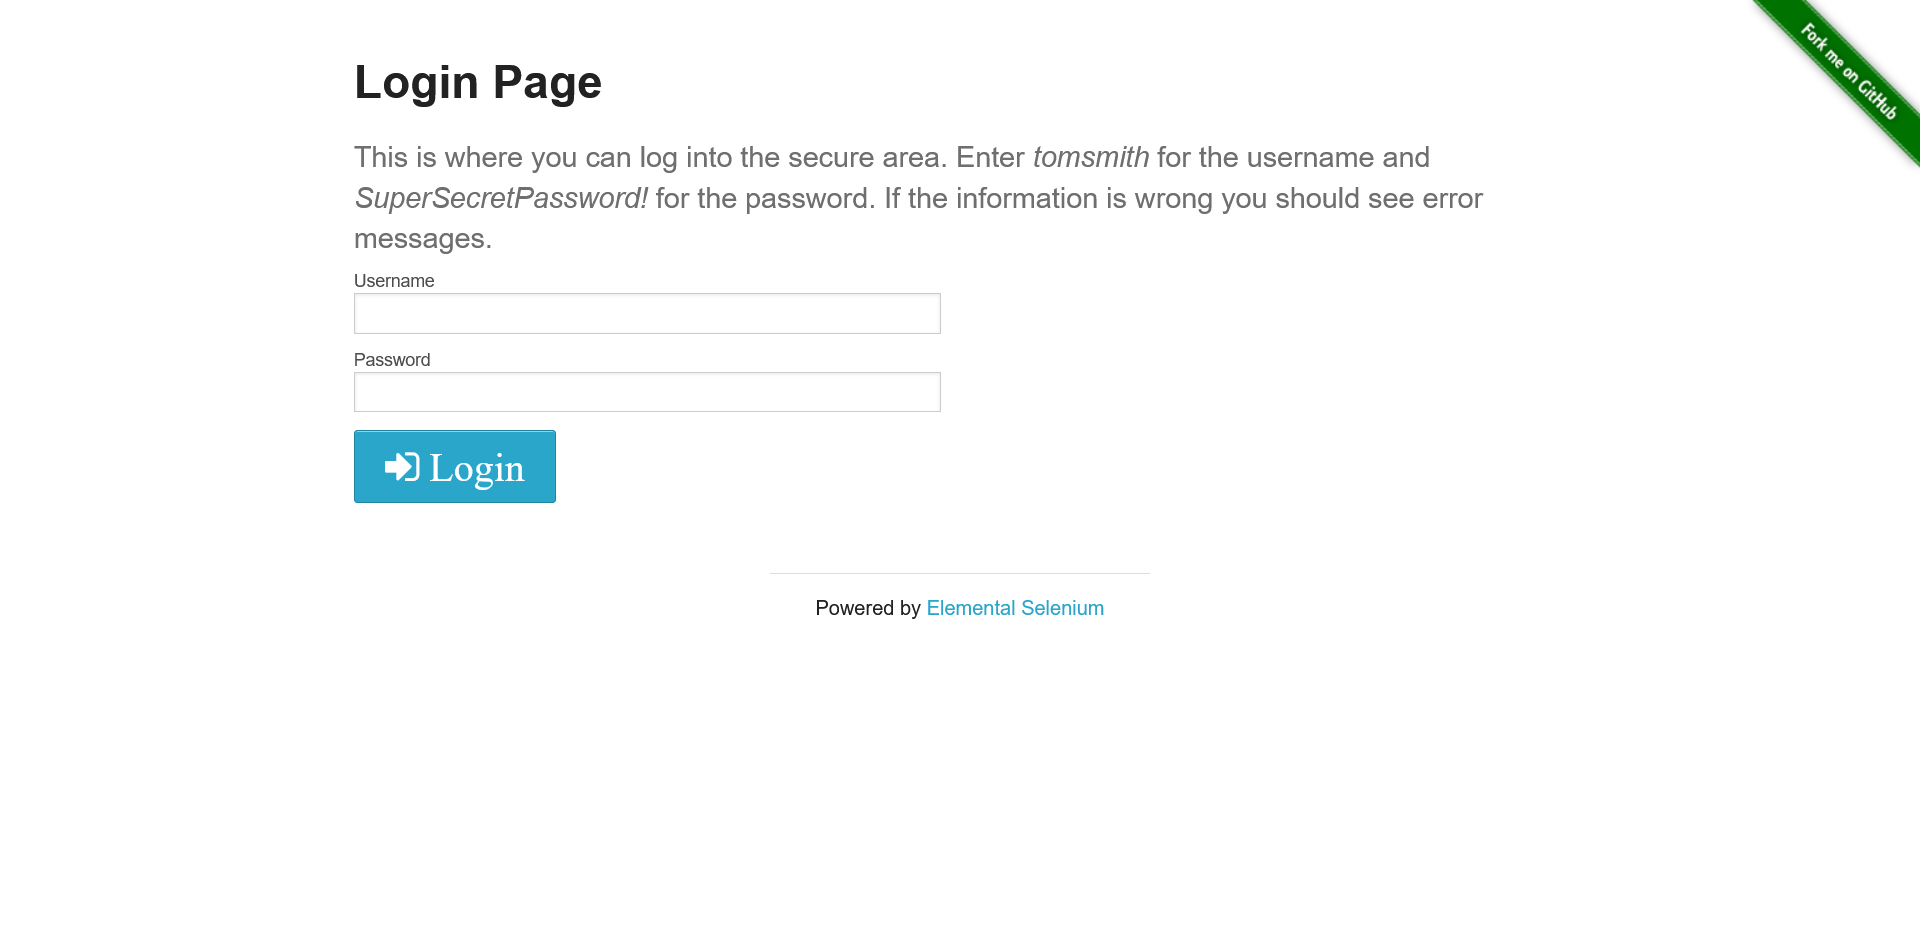 Fork me on GitHub
Login Page
This is where you can log into the secure area. Enter tomsmith for the username and
SuperSecretPassword! for the password. If the information is wrong you should see error
messages.
Username
Password
Login
Powered by Elemental Selenium